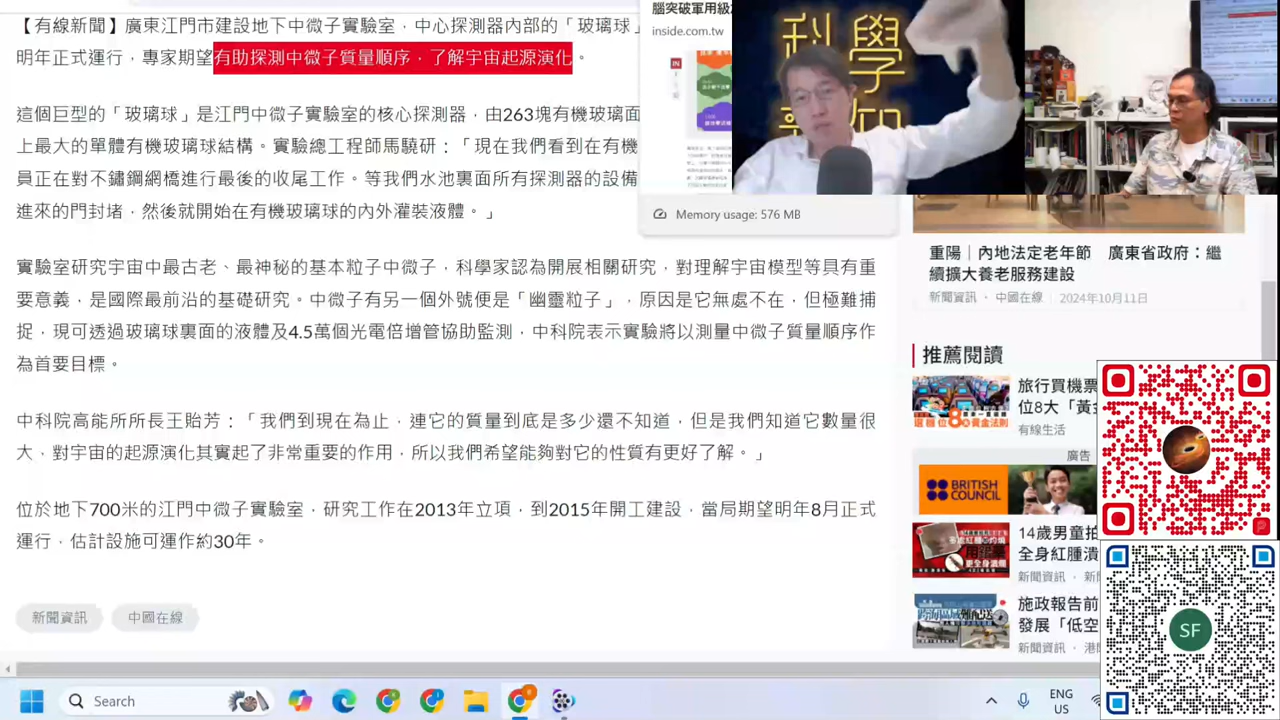 【有線新聞】廣東江門市建設地下中微子實驗室，中心探測器內部的「玻璃球
明年正式運行，專家期望有助探測中微子質量順序，了解宇宙起源演化。
這個巨型的「玻璃球」是江門中微子實驗室的核心探測器，由263塊有機玻璃面
上最大的單體有機玻璃球結構。實驗總工程師馬驍妍：「現在我們看到在有機
們正在對不鏽鋼網橋進行最後的收尾工作。等我們水池裏面所有探測器的設備
進來的門封堵，然後就開始在有機玻璃球的內外灌裝液體。」
實驗室研究宇宙中最古老、最神秘的基本粒子中微子，科學家認為開展相關研究，對理解宇宙模型等具有重
要意義，是國際最前沿的基礎研究。中微子有另一個外號便是「幽靈粒子」，原因是它無處不在，但極難捕
捉，現可透過玻璃球裏面的液體及4.5萬個光電倍增管協助監測，中科院表示實驗將以測量中微子質量順序作
為首要目標。
中科院高能所所長王貽芳：「我們到現在為止，連它的質量到底是多少還不知道，但是我們知道它數量很
大、對宇宙的起源演化其實起了非常重要的作用，所以我們希望能夠對它的性質有更好了解。」
位於地下700米的江門中微子實驗室，研究工作在2013年立項，到2015年開工建設，當局期望明年8月正式
運行，估計設施可運作約30年。
新聞資訊
中國在線
腦突破軍用級
inside.com.tw
Memory usage: 576 MB
科學知
重陽｜內地法定老年節　廣東省政府：繼
續擴大養老服務建設
新聞資訊 · 中國在線 | 2024年10月11日
推薦閱讀
旅行買機票
位8大「黃金
有線生活
廣告
BRITISH
COUNCIL
14歲男童拍
全身紅腫潰
新聞資訊 · 新
施政報告前
發展「低空
新聞資訊 · 港
SF
Search
ENG
US